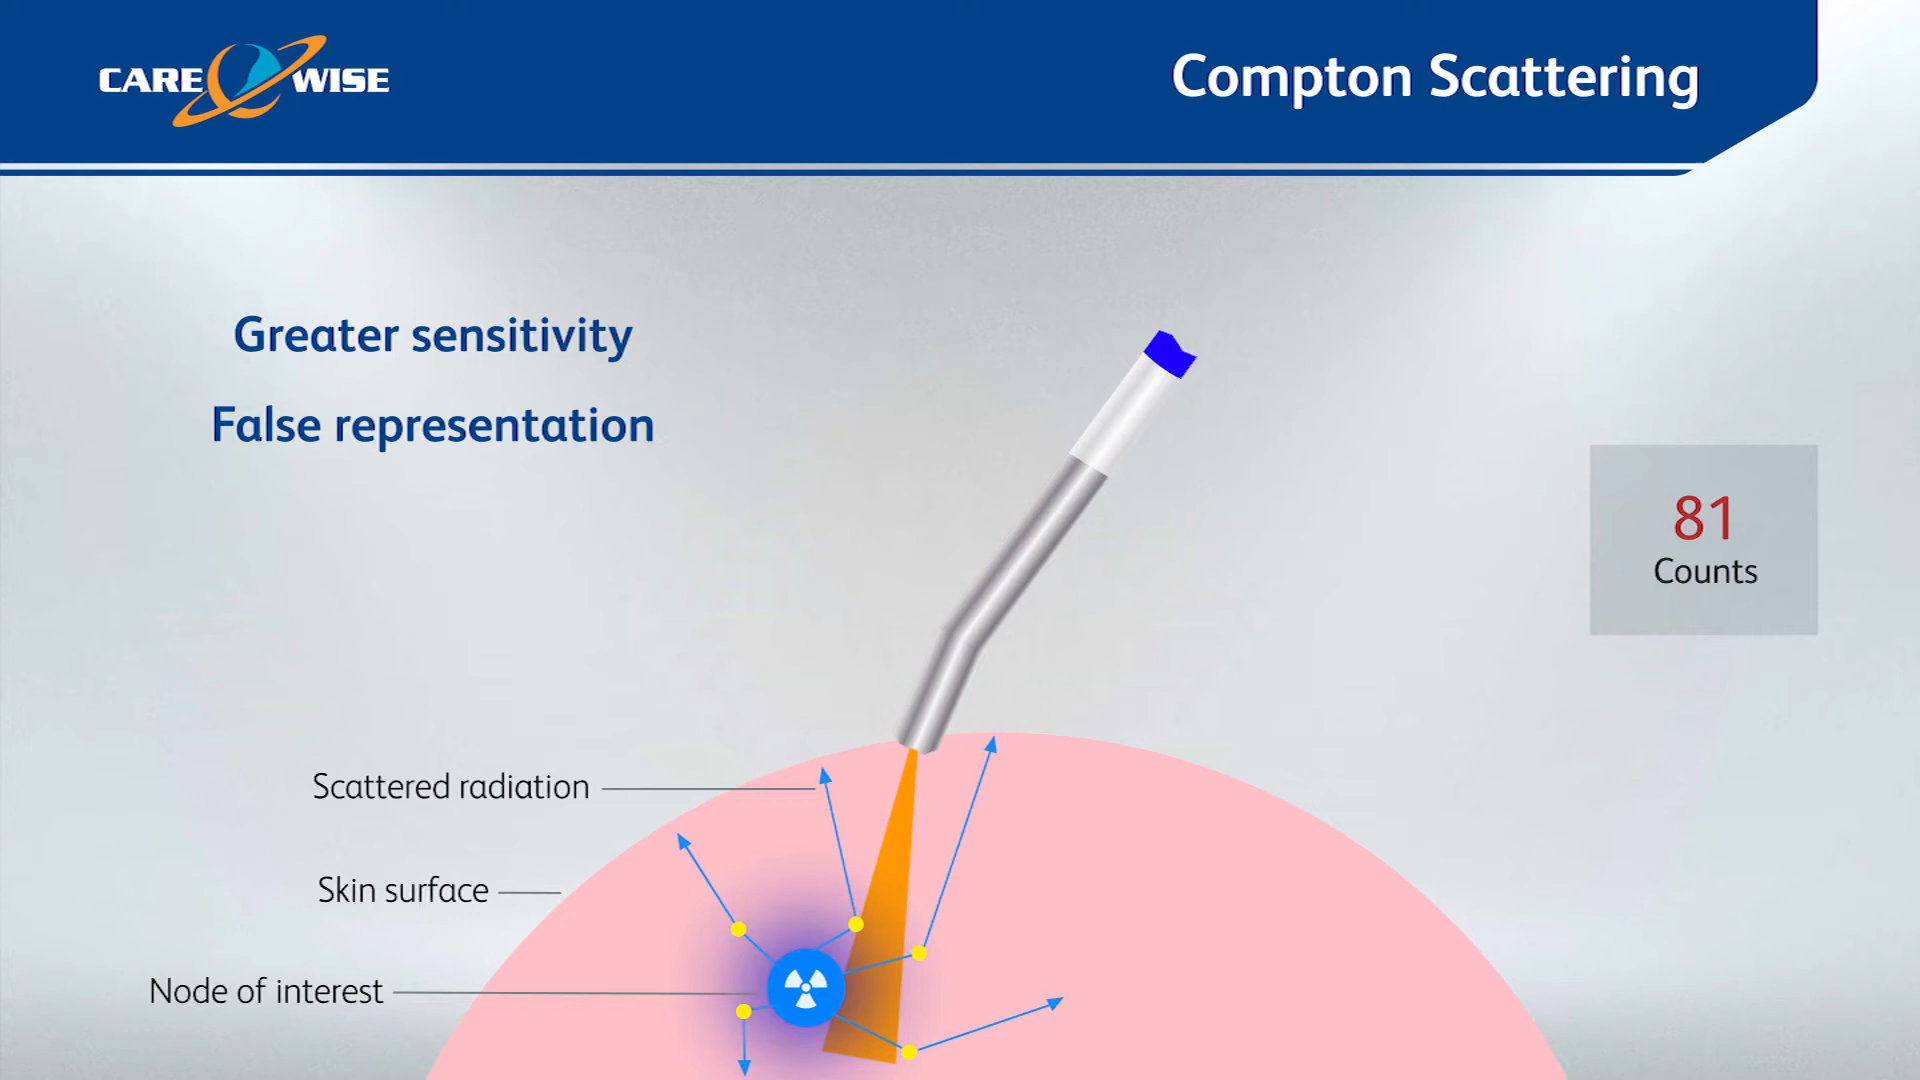 CARE WISE
Compton Scattering
Greater sensitivity
False representation
81
Counts
Scattered radiation
Skin surface
Node of interest